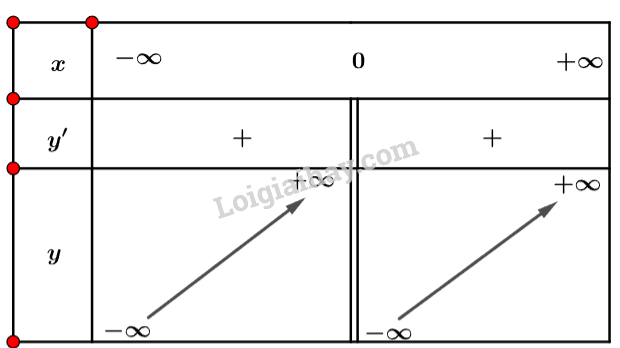 x −∞ 0 +∞
y′ + +
+∞ +∞
Loigiaihay.com
y
−∞ −∞